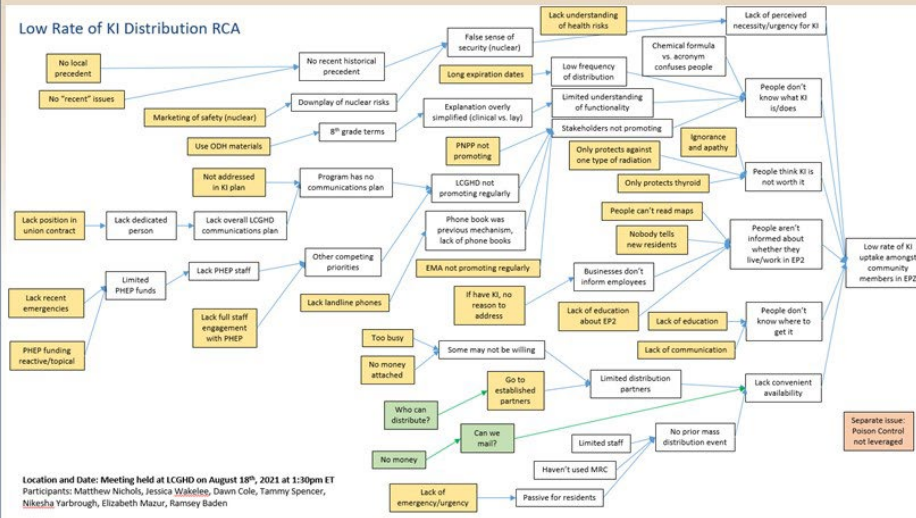 Low Rate of KI Distribution RCA
No local
precedent
No "recent" issues
No recent historical
precedent
False sense of
security (nuclear)
Marketing of safety (nuclear)
Downplay of nuclear risks
Use ODH materials
8th grade terms
Explanation overly
simplified (clinical vs. lay)
Lack understanding
of health risks
Lack of perceived
necessity/urgency for KI
Long expiration dates
Low frequency
of distribution
Chemical formula
vs. acronym
confuses people
Limited understanding
of functionality
People don't
know what KI
is/does
Stakeholders not promoting
PNPP not
promoting
Only protects against
one type of radiation
Ignorance
and apathy
Only protects thyroid
People think KI is
not worth it
Not addressed
in KI plan
Program has no
communications plan
LCGHD not
promoting regularly
Lack position in
union contract
Lack dedicated
person
Lack overall LCGHD
communications plan
Phone book was
previous mechanism,
lack of phone books
Other competing
priorities
EMA not promoting regularly
Lack landline phones
Lack PHEP staff
Limited
PHEP funds
Lack recent
emergencies
PHEP funding
reactive/topical
Lack full staff
engagement
with PHEP
People can't read maps
Nobody tells
new residents
People aren't
informed about
whether they
live/work in EP2
Businesses don't
inform employees
If have KI, no
reason to
address
Lack of education
about EP2
Low rate of KI
uptake amongst
community
members in EP2
Lack of education
People don't
know where to
get it
Lack of communication
Too busy
No money
attached
Some may not be willing
Go to
established
partners
Limited distribution
partners
Lack convenient
availability
Who can
distribute?
Can we
mail?
No money
Limited staff
No prior mass
distribution event
Haven't used MRC
Lack of
emergency/urgency
Passive for residents
Separate issue:
Poison Control
not leveraged
Location and Date: Meeting held at LCGHD on August 18th, 2021 at 1:30pm ET
Participants: Matthew Nichols, Jessica Wakelee, Dawn Cole, Tammy Spencer,
Nikesha Yarbrough, Elizabeth Mazur, Ramsey Baden